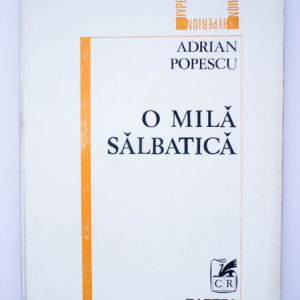 HYPERION
ADRIAN
POPESCU
O MILĂ
SĂLBATICĂ
CR